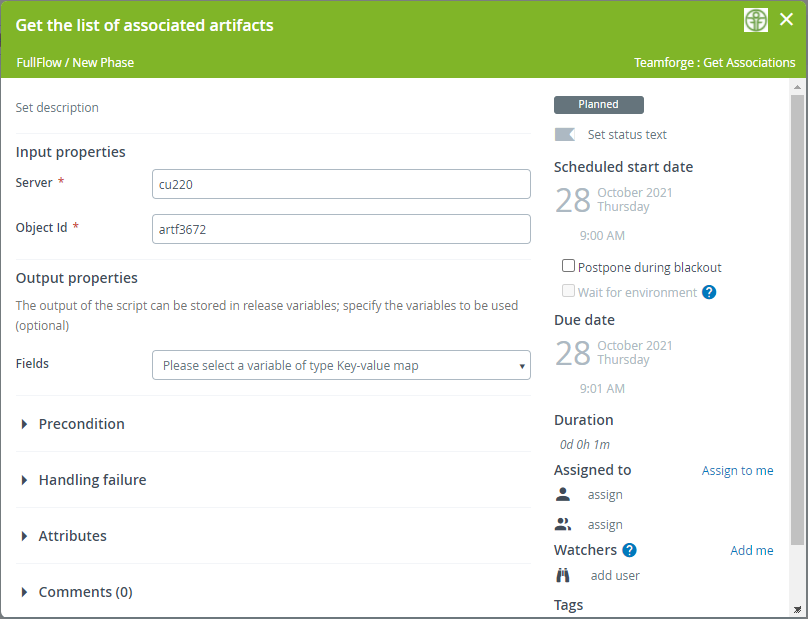 Get the list of associated artifacts
FullFlow / New Phase
Teamforge : Get Associations
Set description
Input properties
Server *
cu220
Object Id *
artf3672
Output properties
The output of the script can be stored in release variables; specify the variables to be used
(optional)
Fields
Please select a variable of type Key-value map
Precondition
Handling failure
Attributes
Comments (0)
Planned
Set status text
Scheduled start date
28
October 2021
Thursday
9:00 AM
Postpone during blackout
Wait for environment ?
Due date
28
October 2021
Thursday
9:01 AM
Duration
0d 0h 1m
Assigned to
Assign to me
assign
assign
Watchers ?
Add me
add user
Tags